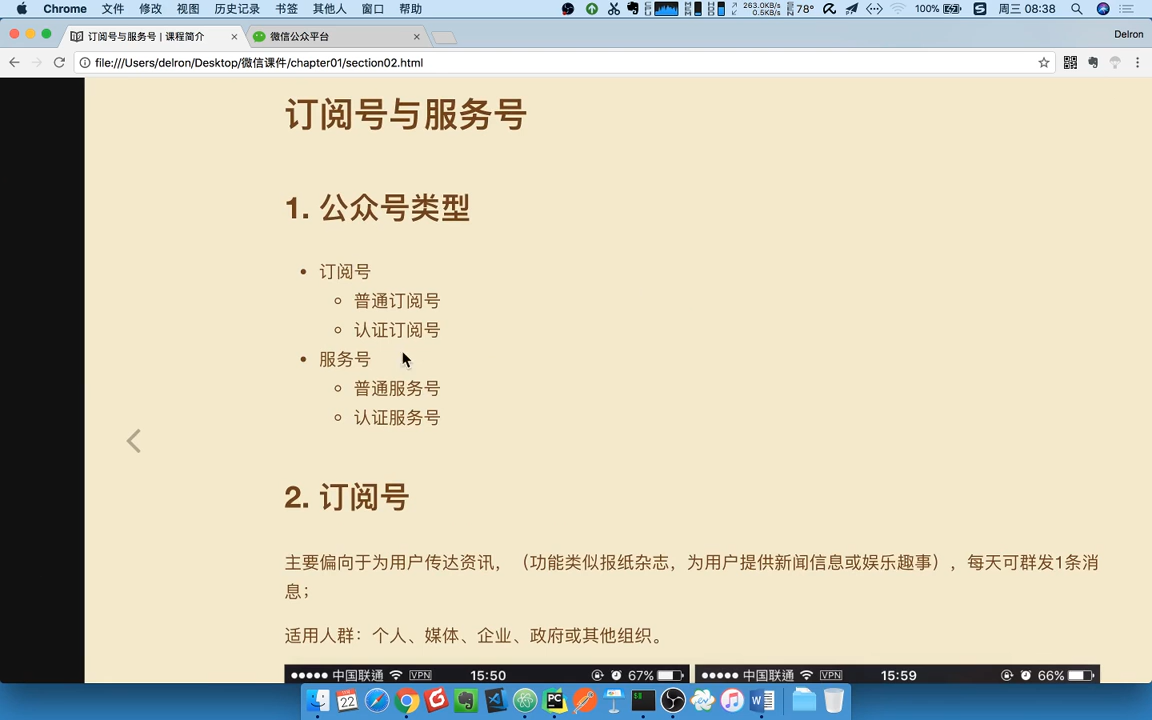 Chrome 文件 修改 视图 历史记录 书签 其他人 窗口 帮助 263.0KB/s 0.5KB/s 78° 100% 周三 08:38
订阅号与服务号 | 课程简介 微信公众平台 Delron
file:///Users/delron/Desktop/微信课件/chapter01/section02.html
订阅号与服务号
1. 公众号类型
订阅号
普通订阅号
认证订阅号
服务号
普通服务号
认证服务号
2. 订阅号
主要偏向于为用户传达资讯，（功能类似报纸杂志，为用户提供新闻信息或娱乐趣事），每天可群发1条消
息；
适用人群：个人、媒体、企业、政府或其他组织。
中国联通 VPN 15:50 67% 中国联通 VPN 15:59 66%
22 PC